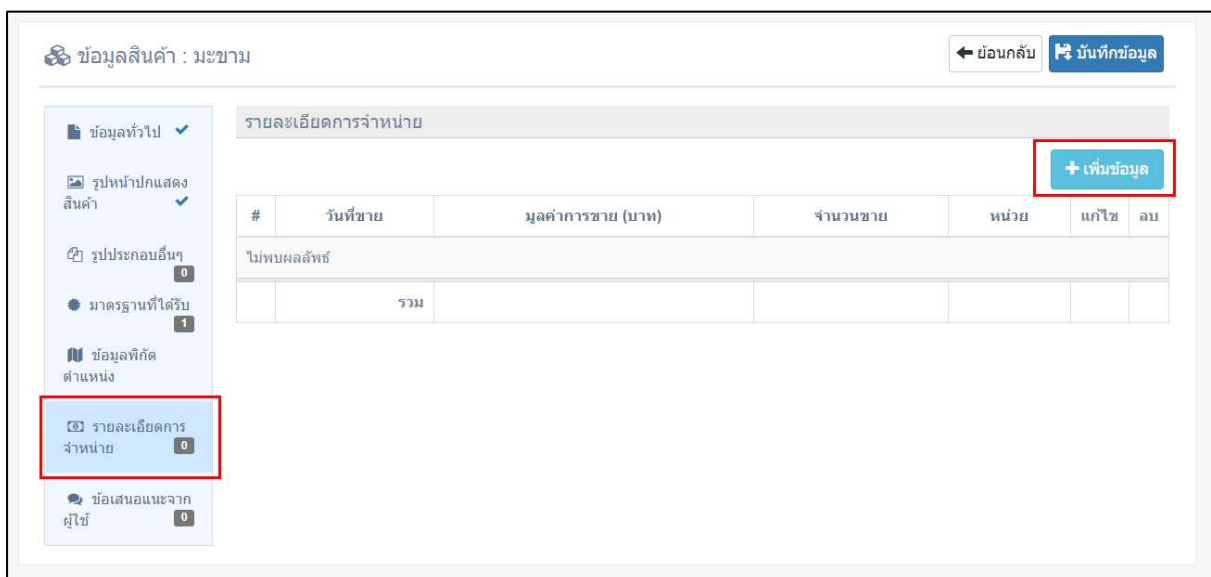 ข้อมูลสินค้า : มะขาม
ย้อนกลับ
บันทึกข้อมูล
ข้อมูลทั่วไป
รูปหน้าปกแสดง
สินค้า
รูปประกอบอื่นๆ
0
มาตรฐานที่ได้รับ
1
ข้อมูลพิกัด
ตำแหน่ง
รายละเอียดการ
จำหน่าย 0
ข้อเสนอแนะจาก
ผู้ใช้ 0
รายละเอียดการจำหน่าย
เพิ่มข้อมูล
# วันที่ขาย มูลค่าการขาย (บาท) จำนวนขาย หน่วย แก้ไข ลบ
ไม่พบผลลัพธ์
รวม